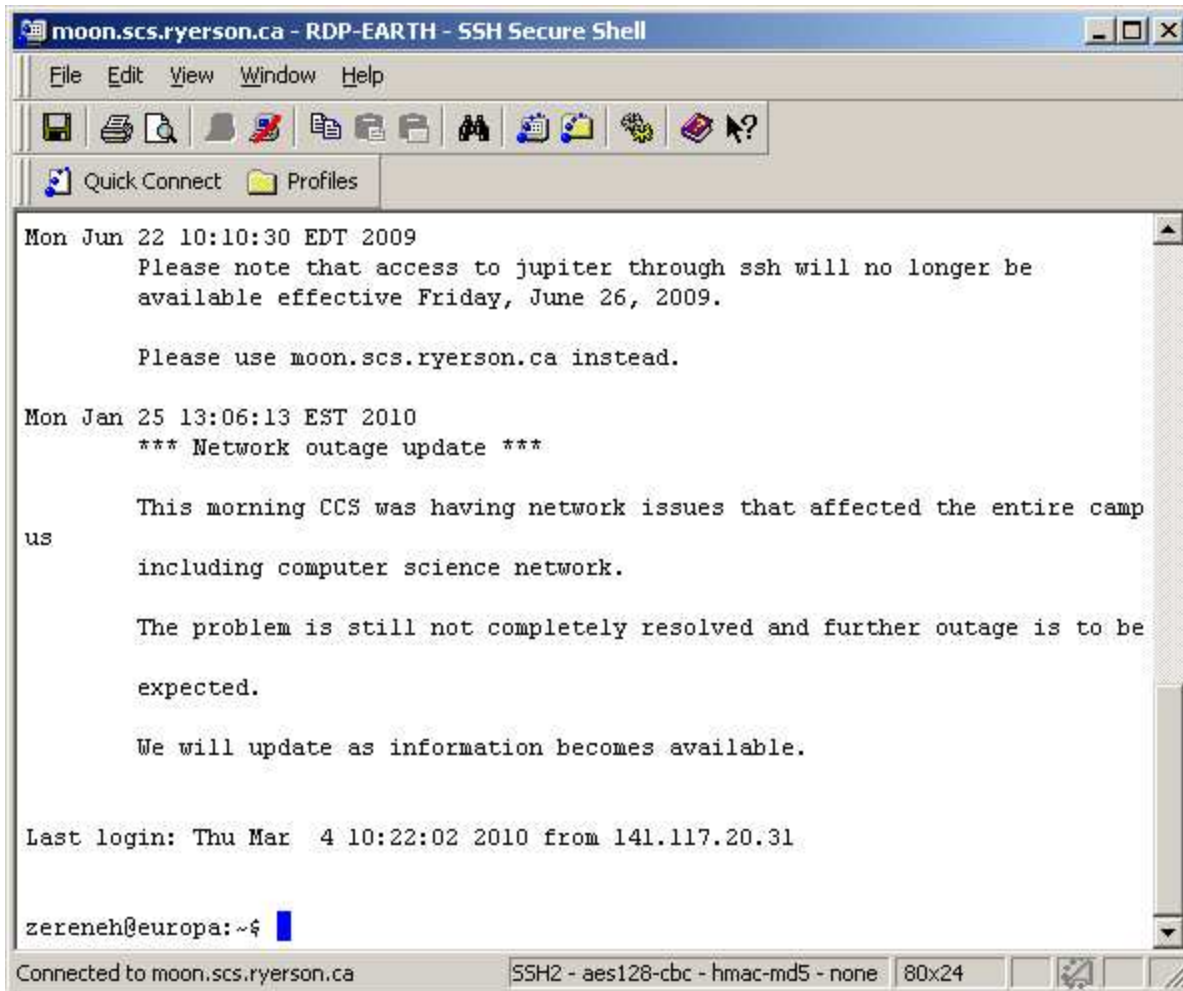 moon.scs.ryerson.ca - RDP-EARTH - SSH Secure Shell
File Edit View Window Help
Quick Connect Profiles
Mon Jun 22 10:10:30 EDT 2009
Please note that access to jupiter through ssh will no longer be
available effective Friday, June 26, 2009.
Please use moon.scs.ryerson.ca instead.
Mon Jan 25 13:06:13 EST 2010
*** Network outage update ***
This morning CCS was having network issues that affected the entire camp
us
including computer science network.
The problem is still not completely resolved and further outage is to be
expected.
We will update as information becomes available.
Last login: Thu Mar  4 10:22:02 2010 from 141.117.20.31
zereneh@europa:~$
Connected to moon.scs.ryerson.ca SSH2 - aes128-cbc - hmac-md5 - none 80x24